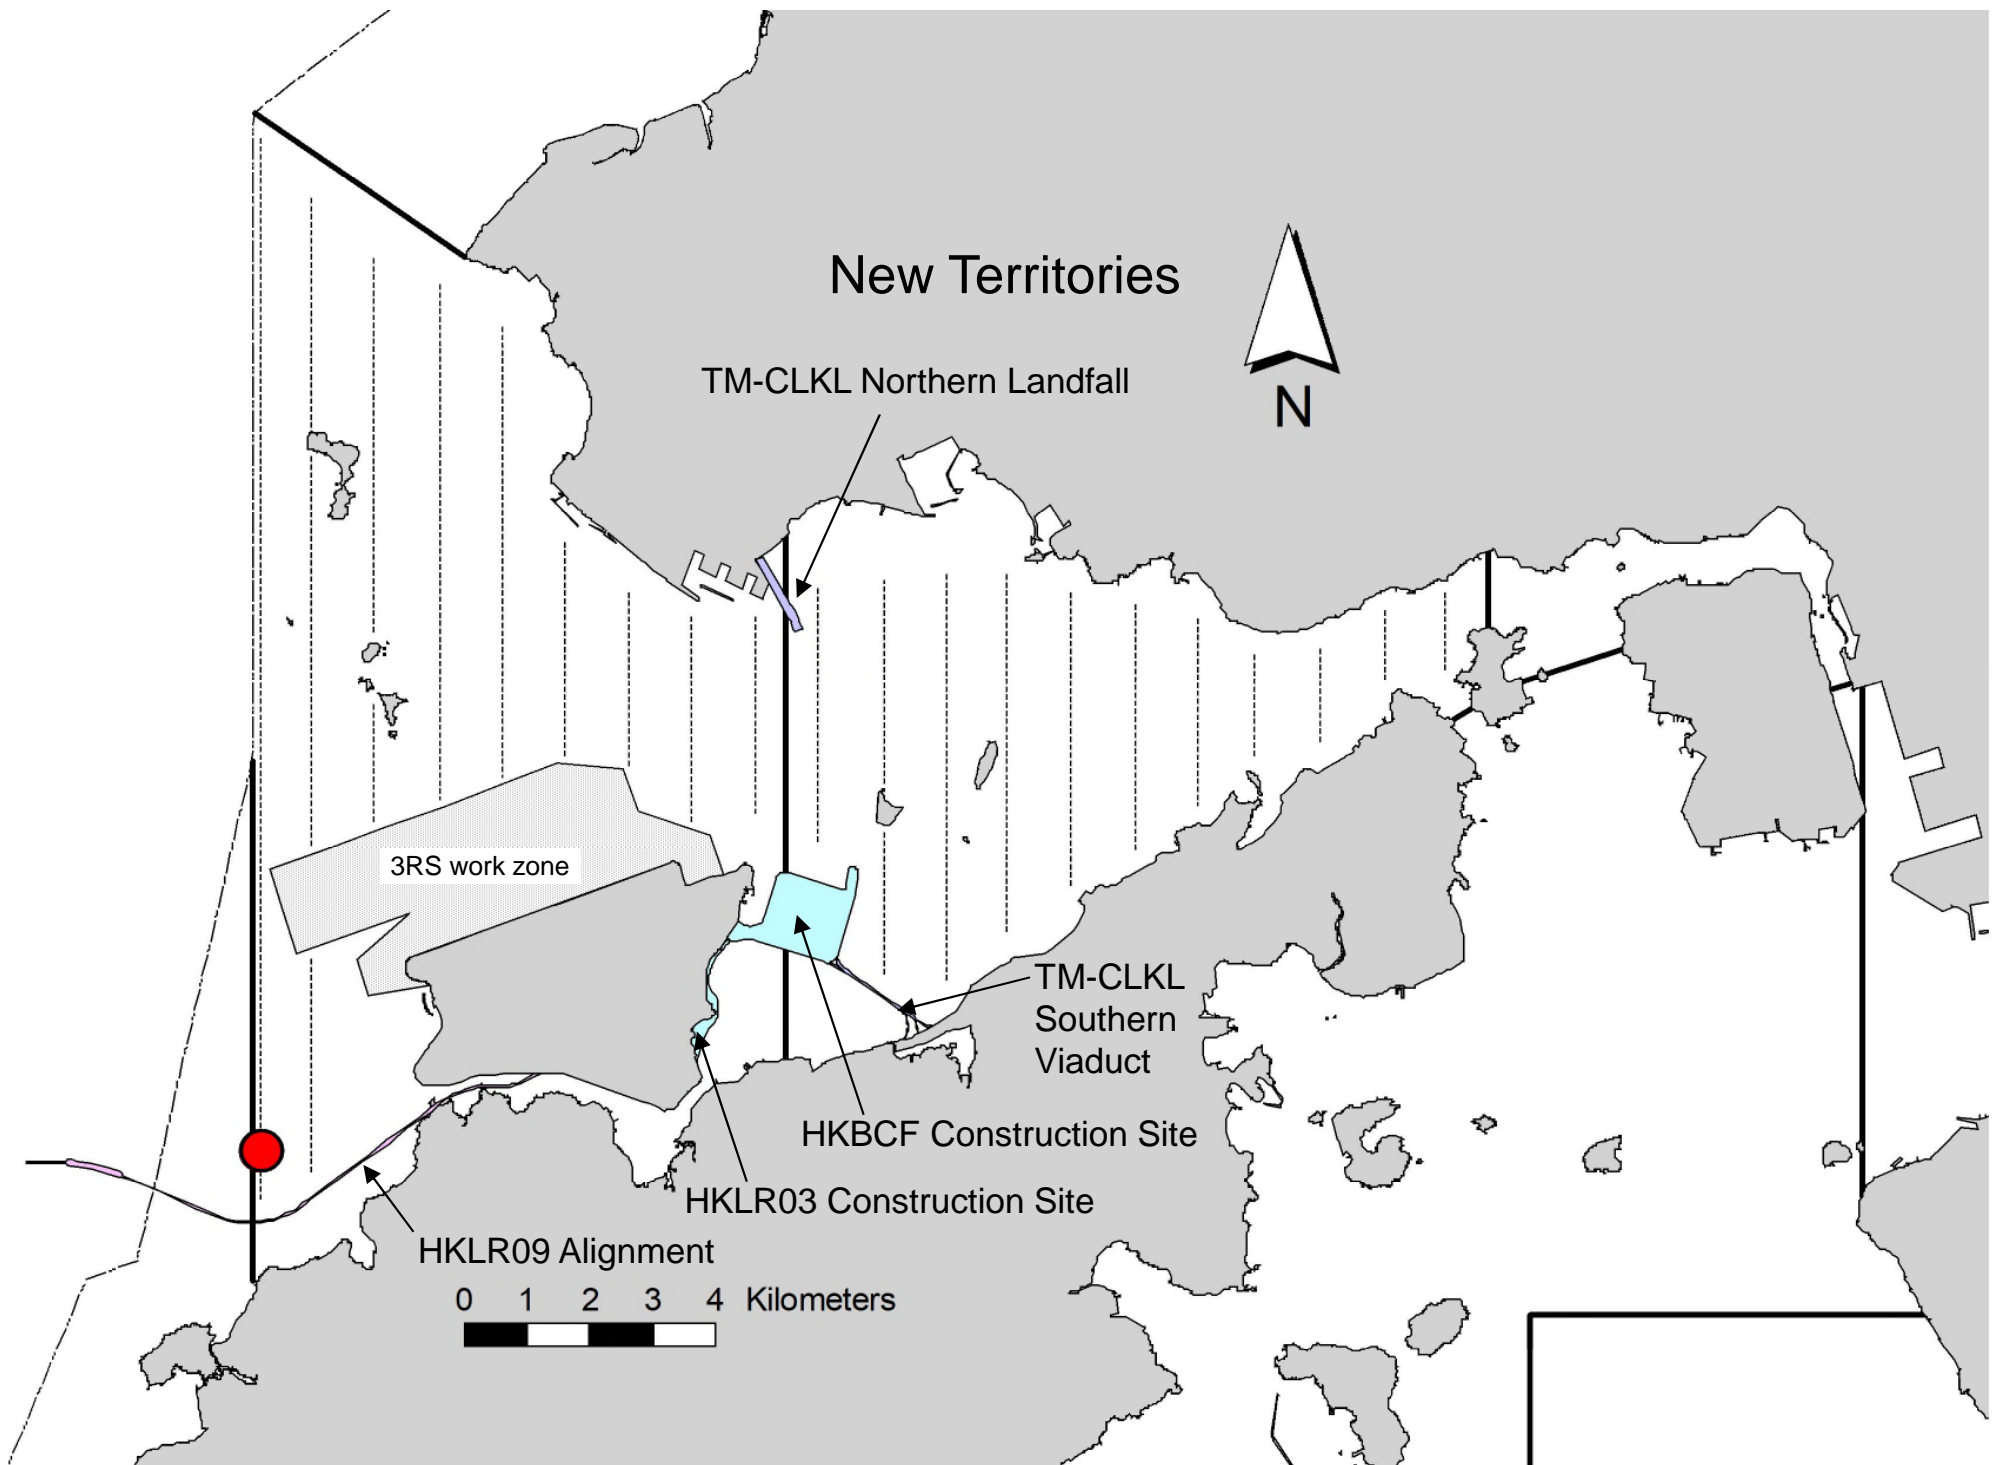 New Territories
TM-CLKL Northern Landfall
N
3RS work zone
TM-CLKL
Southern
Viaduct
HKBCF Construction Site
HKLR03 Construction Site
HKLR09 Alignment
0 1 2 3 4 Kilometers